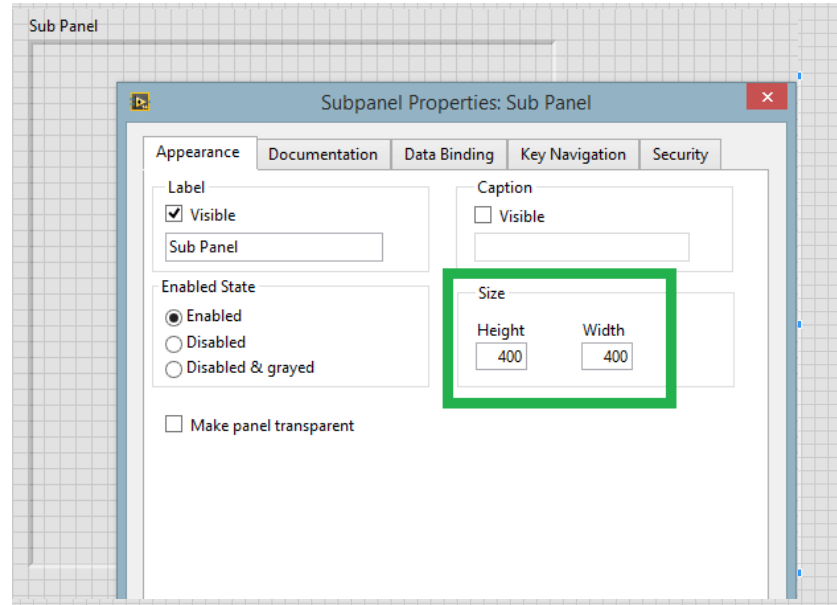 Sub Panel
Subpanel Properties: Sub Panel
Appearance Documentation Data Binding Key Navigation Security
Label
Visible
Sub Panel
Caption
Visible
Enabled State
Enabled
Disabled
Disabled & grayed
Size
Height Width
400 400
Make panel transparent